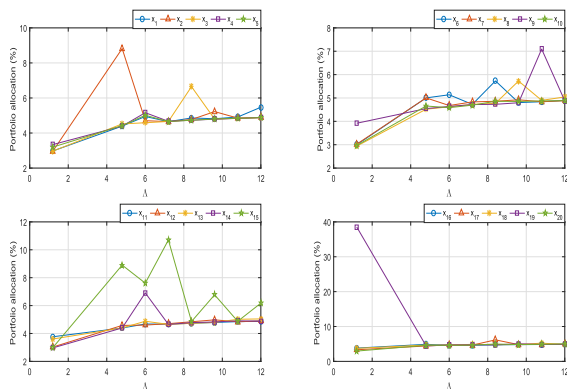 x1 x2 x3 x4 x5
10
8
6
4
2
Portfolio allocation (%)
0 2 4 6 8 10 12
Λ
x6 x7 x8 x9 x10
8
7
6
5
4
3
2
Portfolio allocation (%)
0 2 4 6 8 10 12
Λ
x11 x12 x13 x14 x15
12
10
8
6
4
2
Portfolio allocation (%)
0 2 4 6 8 10 12
Λ
x16 x17 x18 x19 x20
40
30
20
10
0
Portfolio allocation (%)
0 2 4 6 8 10 12
Λ